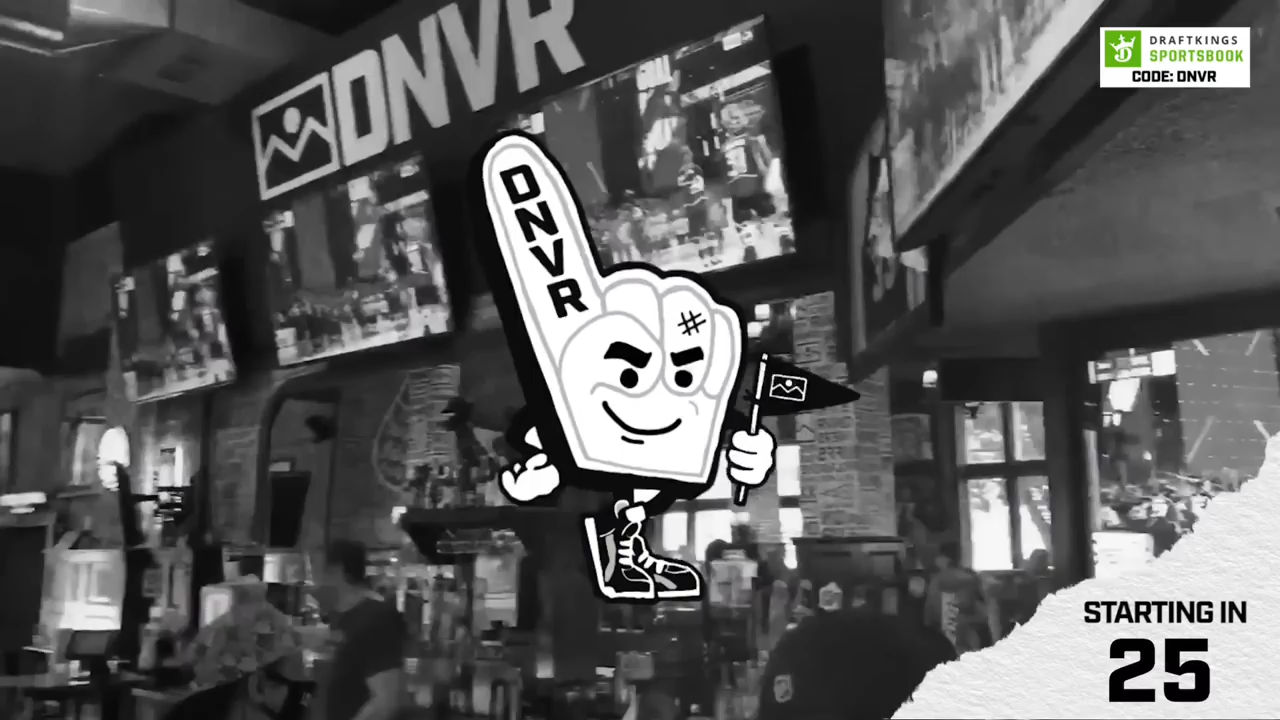 DNVR
DRAFTKINGS
SPORTSBOOK
CODE: DNVR
DNVR
#
STARTING IN
25